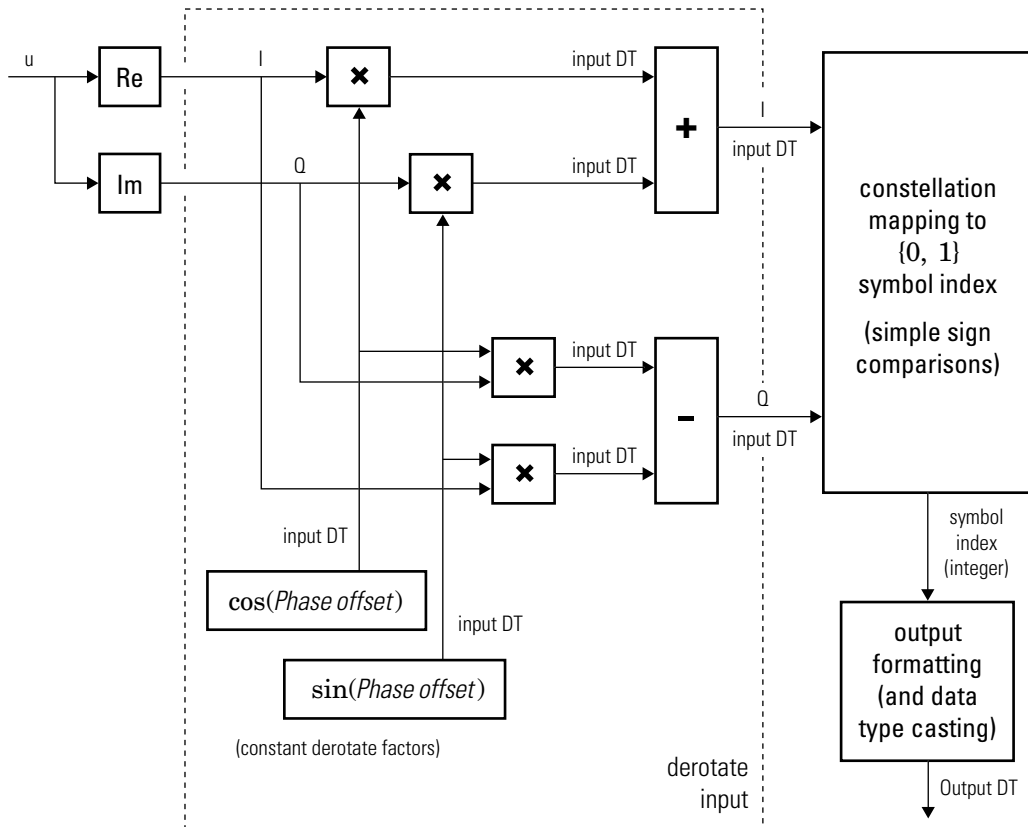 u
Re
I
×
input DT
+
I
input DT
Im
Q
×
input DT
constellation
mapping to
{0, 1}
symbol index
(simple sign
comparisons)
×
input DT
−
Q
input DT
×
input DT
input DT
cos(Phase offset)
input DT
sin(Phase offset)
(constant derotate factors)
derotate
input
symbol
index
(integer)
output
formatting
(and data
type casting)
Output DT